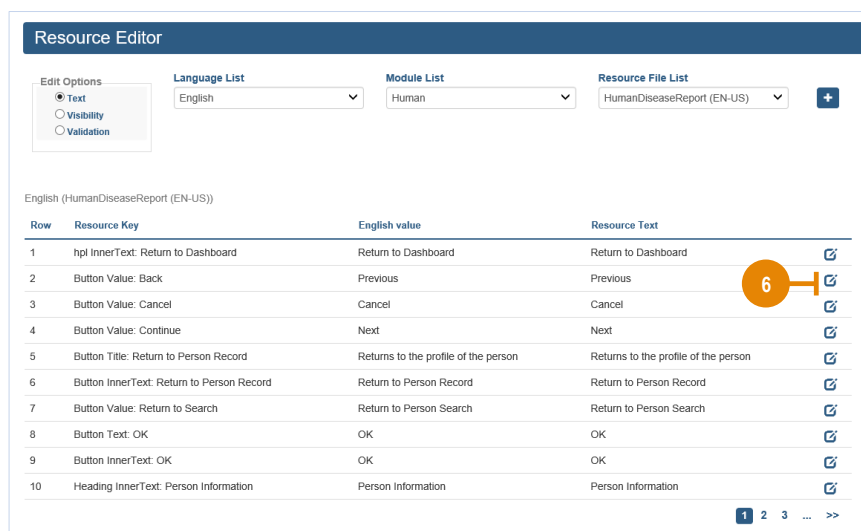 Resource Editor
Edit Options
Text
Visibility
Validation
Language List
English
Module List
Human
Resource File List
HumanDiseaseReport (EN-US)
+
English (HumanDiseaseReport (EN-US))
Row Resource Key English value Resource Text
1 hpl InnerText: Return to Dashboard Return to Dashboard Return to Dashboard
2 Button Value: Back Previous Previous
6
3 Button Value: Cancel Cancel Cancel
4 Button Value: Continue Next Next
5 Button Title: Return to Person Record Returns to the profile of the person Returns to the profile of the person
6 Button InnerText: Return to Person Record Return to Person Record Return to Person Record
7 Button Value: Return to Search Return to Person Search Return to Person Search
8 Button Text: OK OK OK
9 Button InnerText: OK OK OK
10 Heading InnerText: Person Information Person Information Person Information
1 2 3 ... >>